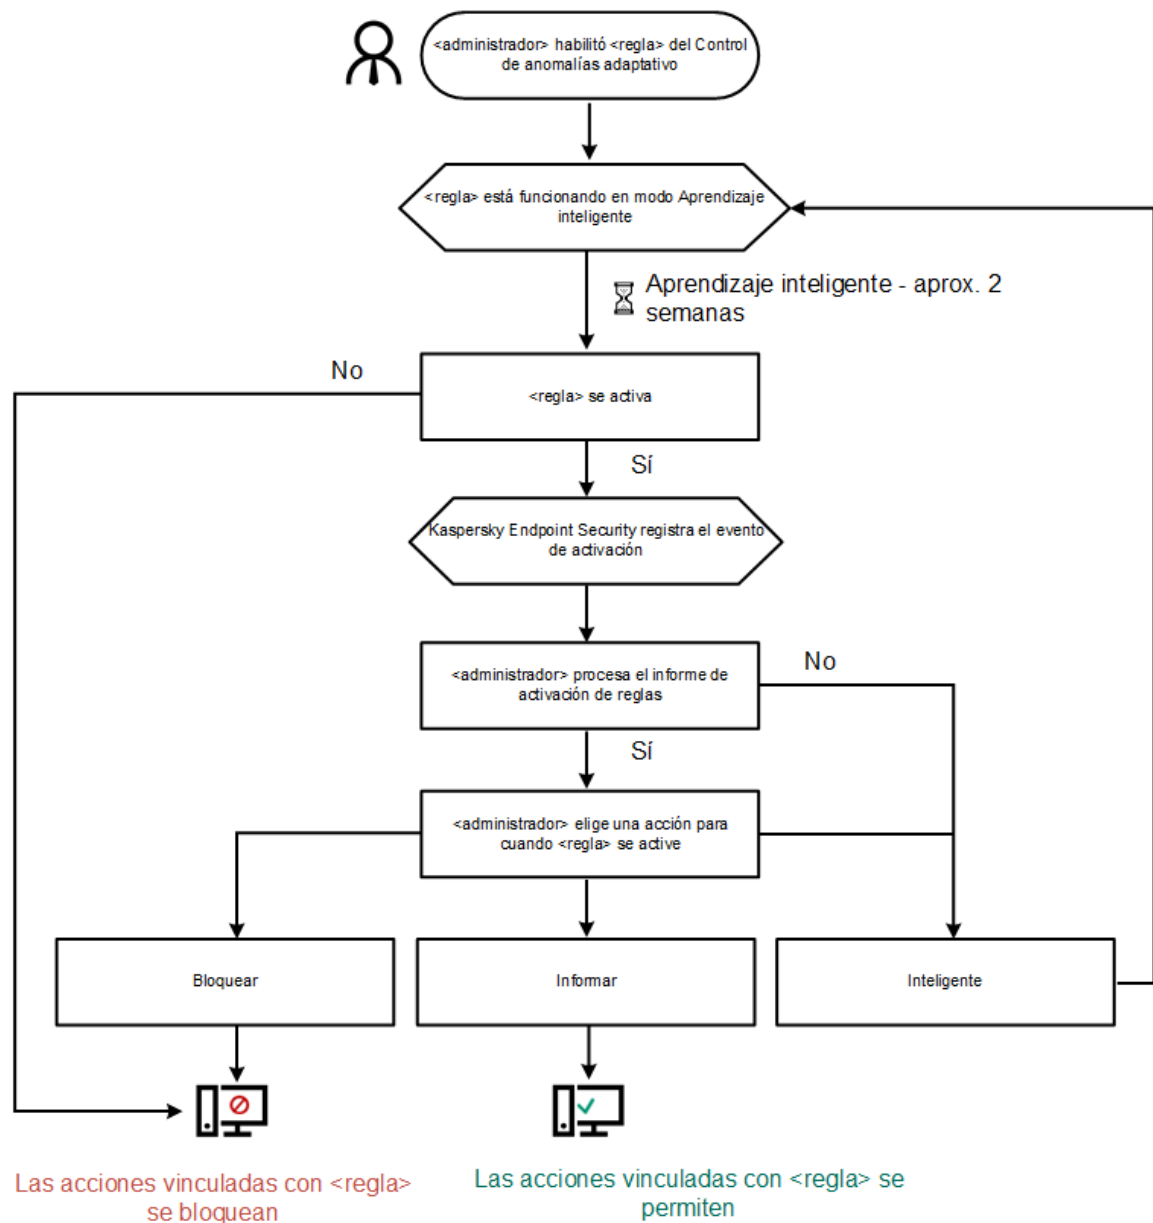 <administrador> habilitó <regla> del Control
de anomalías adaptativo
<regla> está funcionando en modo Aprendizaje
inteligente
Aprendizaje inteligente - aprox. 2
semanas
No
<regla> se activa
Sí
Kaspersky Endpoint Security registra el evento
de activación
<administrador> procesa el informe de
activación de reglas
No
Sí
<administrador> elige una acción para
cuando <regla> se active
Bloquear
Informar
Inteligente
Las acciones vinculadas con <regla>
se bloquean
Las acciones vinculadas con <regla> se
permiten